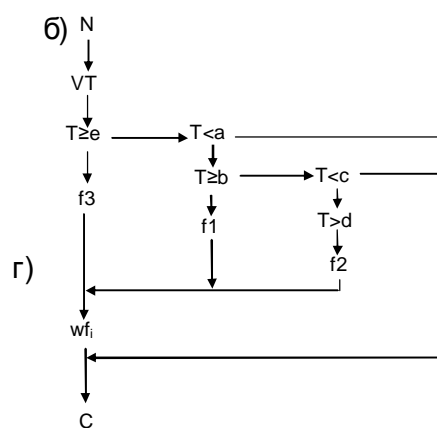 б) N
VT
T≥e T<a
T≥b T<c
f3
f1 T>d
г) f2
wfᵢ
C